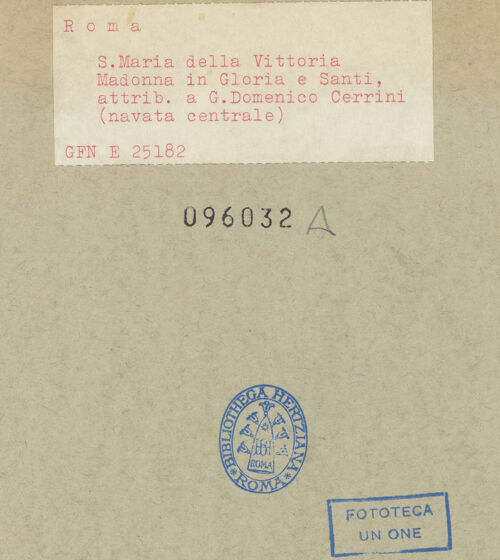 Roma
S.Maria della Vittoria
Madonna in Gloria e Santi,
attrib. a G.Domenico Cerrini
(navata centrale)
GFN E 25182
096032 A
BIBLIOTHECA HERTZIANA
ROMA
ROMA
FOTOTECA
UN ONE